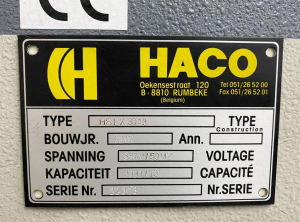 CE
HACO
Oekensestraat 120
B-8810 RUMBEKE
(Belgium)
Tel 051/26 52 00
Fax 051/26 52 01
TYPE TYPE
BOUWJR. Ann. Construction
SPANNING VOLTAGE
KAPACITEIT CAPACITÉ
SERIE Nr. Nr. SERIE